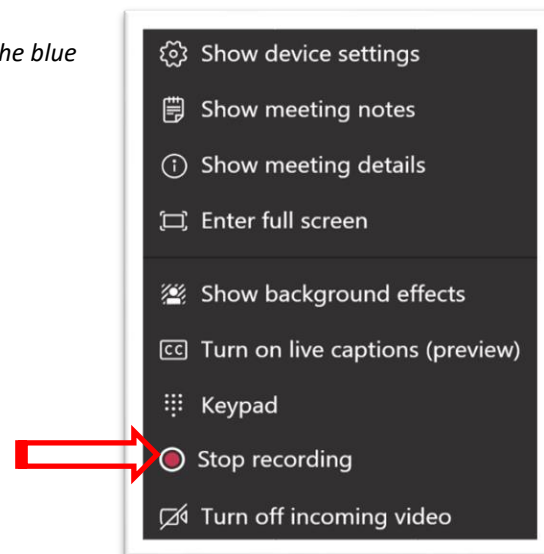 he blue
Show device settings
Show meeting notes
Show meeting details
Enter full screen
Show background effects
CC Turn on live captions (preview)
Keypad
Stop recording
Turn off incoming video